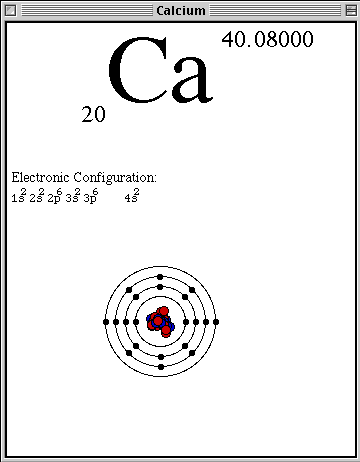 Calcium
40.08000
Ca
20
Electronic Configuration:
1s2 2s2 2p6 3s2 3p6 4s2